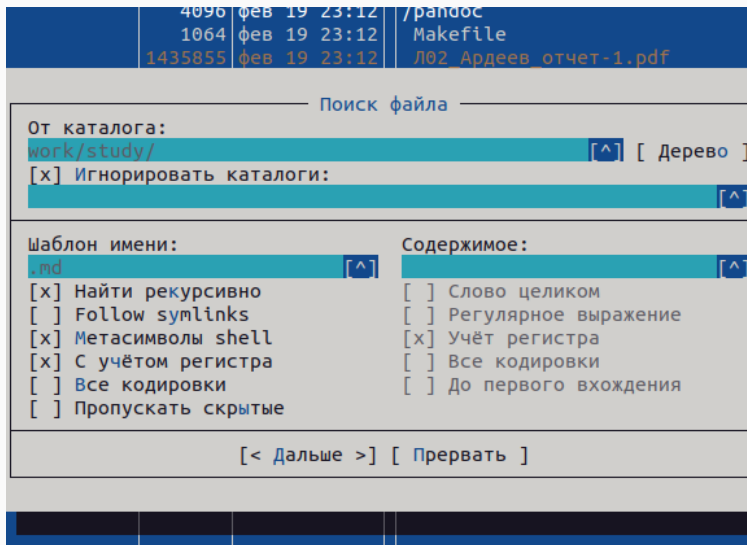 4096 фев 19 23:12 /pandoc
1064 фев 19 23:12 Makefile
1435855 фев 19 23:12 Л02_Ардеев_отчет-1.pdf
Поиск файла
От каталога:
work/study/ [^] [ Дерево ]
[x] Игнорировать каталоги:
[^]
Шаблон имени: Содержимое:
.md [^] [^]
[x] Найти рекурсивно [ ] Слово целиком
[ ] Follow symlinks [ ] Регулярное выражение
[x] Метасимволы shell [x] Учёт регистра
[x] С учётом регистра [ ] Все кодировки
[ ] Все кодировки [ ] До первого вхождения
[ ] Пропускать скрытые
[< Дальше >] [ Прервать ]